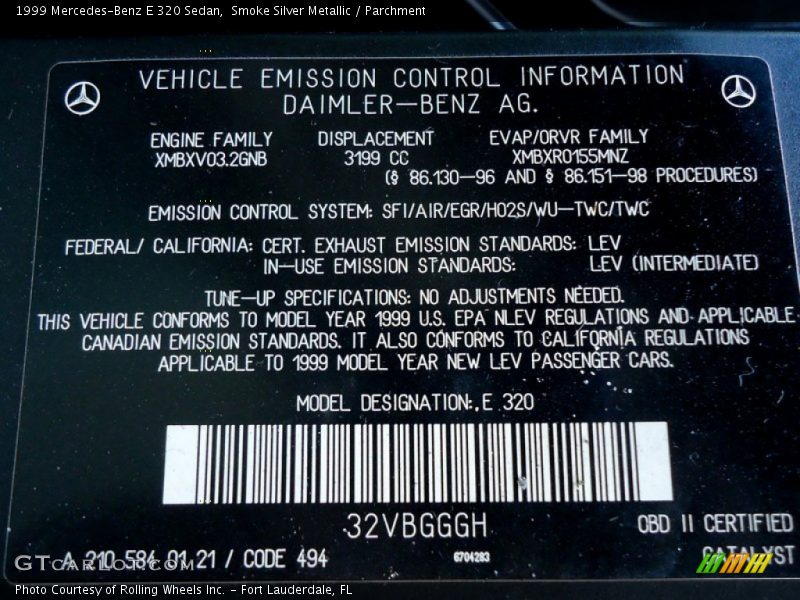 1999 Mercedes-Benz E 320 Sedan,  Smoke Silver Metallic / Parchment
VEHICLE EMISSION CONTROL INFORMATION
DAIMLER-BENZ AG.
ENGINE FAMILY DISPLACEMENT EVAP/ORVR FAMILY
XMBXV03.2GNB 3199 CC XMBXR0155MNZ
(§ 86.130-96 AND § 86.151-98 PROCEDURES)
EMISSION CONTROL SYSTEM: SFI/AIR/EGR/HO2S/WU-TWC/TWC
FEDERAL/ CALIFORNIA: CERT. EXHAUST EMISSION STANDARDS: LEV
IN-USE EMISSION STANDARDS: LEV (INTERMEDIATE)
TUNE-UP SPECIFICATIONS: NO ADJUSTMENTS NEEDED.
THIS VEHICLE CONFORMS TO MODEL YEAR 1999 U.S. EPA NLEV REGULATIONS AND APPLICABLE
CANADIAN EMISSION STANDARDS. IT ALSO CONFORMS TO CALIFORNIA REGULATIONS
APPLICABLE TO 1999 MODEL YEAR NEW LEV PASSENGER CARS.
MODEL DESIGNATION: E 320
32VBGGGH
OBD II CERTIFIED
A 210 584 01 21 / CODE 494 6704283 CATALYST
GTCARLOT.COM
Photo Courtesy of Rolling Wheels Inc. - Fort Lauderdale, FL